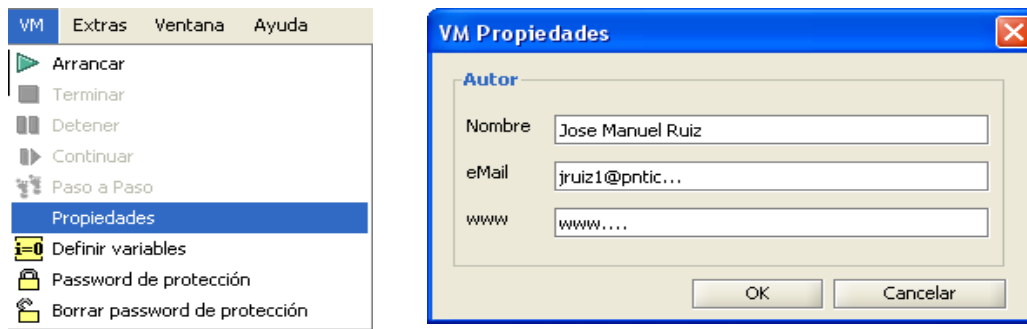 VM Extras Ventana Ayuda
Arrancar
Terminar
Detener
Continuar
Paso a Paso
Propiedades
i=0 Definir variables
Password de protección
Borrar password de protección
VM Propiedades
Autor
Nombre Jose Manuel Ruiz
eMail jruiz1@pntic...
www www....
OK Cancelar